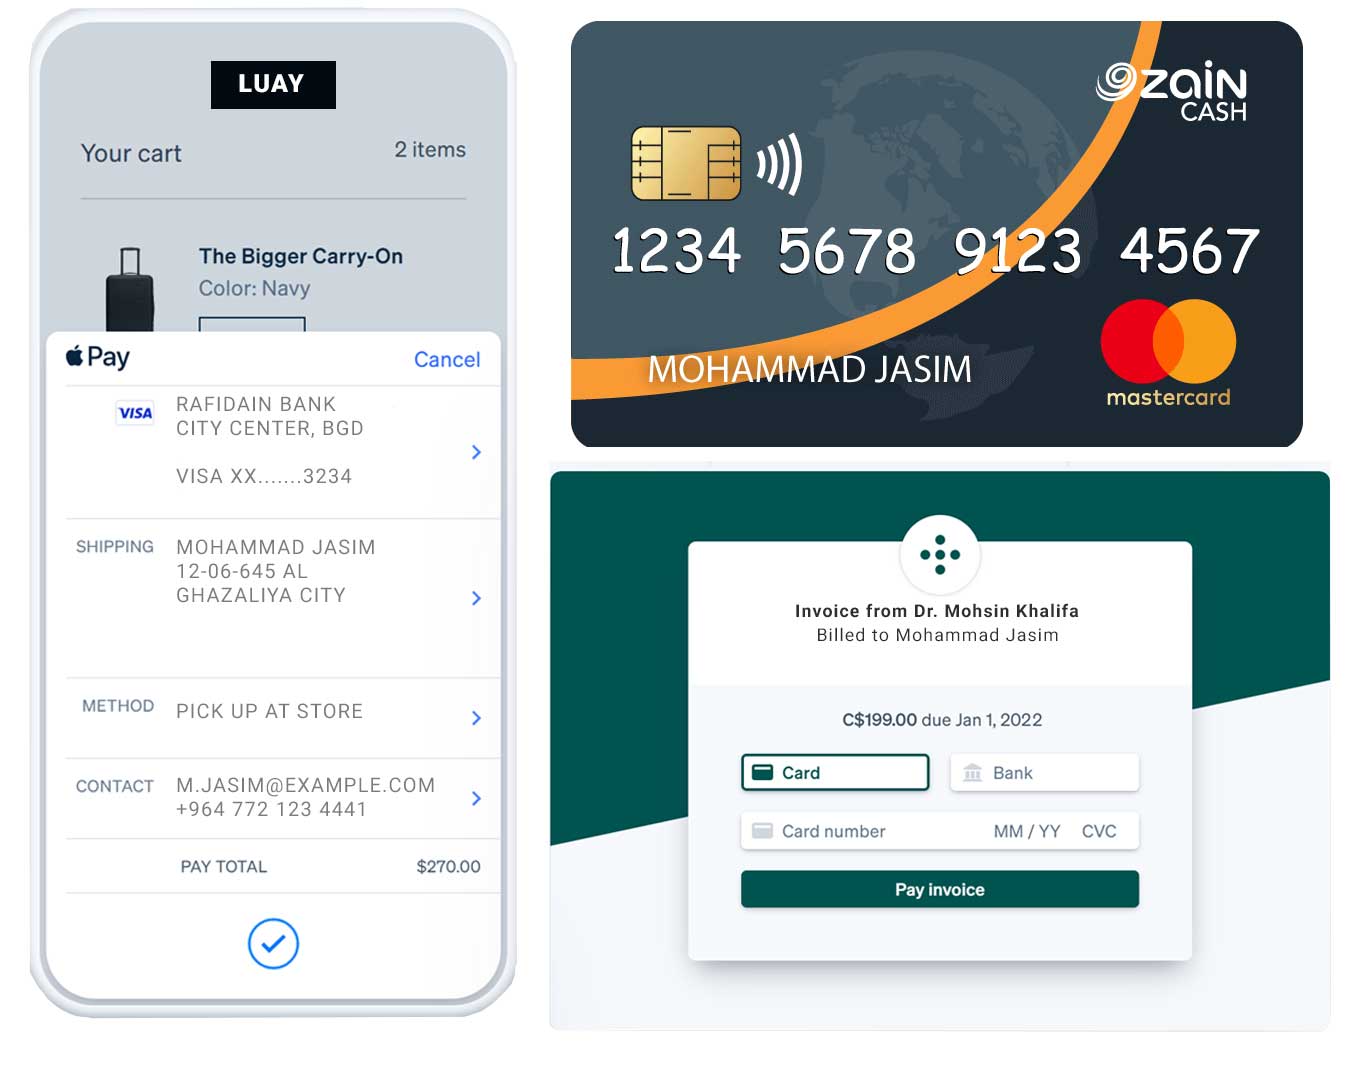 LUAY
Your cart 2 items
The Bigger Carry-On
Color: Navy
Pay Cancel
VISA RAFIDAIN BANK
CITY CENTER, BGD
VISA XX.......3234
SHIPPING MOHAMMAD JASIM
12-06-645 AL
GHAZALIYA CITY
METHOD PICK UP AT STORE
CONTACT M.JASIM@EXAMPLE.COM
+964 772 123 4441
PAY TOTAL $270.00
zain
CASH
1234 5678 9123 4567
MOHAMMAD JASIM
mastercard
Invoice from Dr. Mohsin Khalifa
Billed to Mohammad Jasim
C$199.00 due Jan 1, 2022
Card Bank
Card number MM / YY CVC
Pay invoice